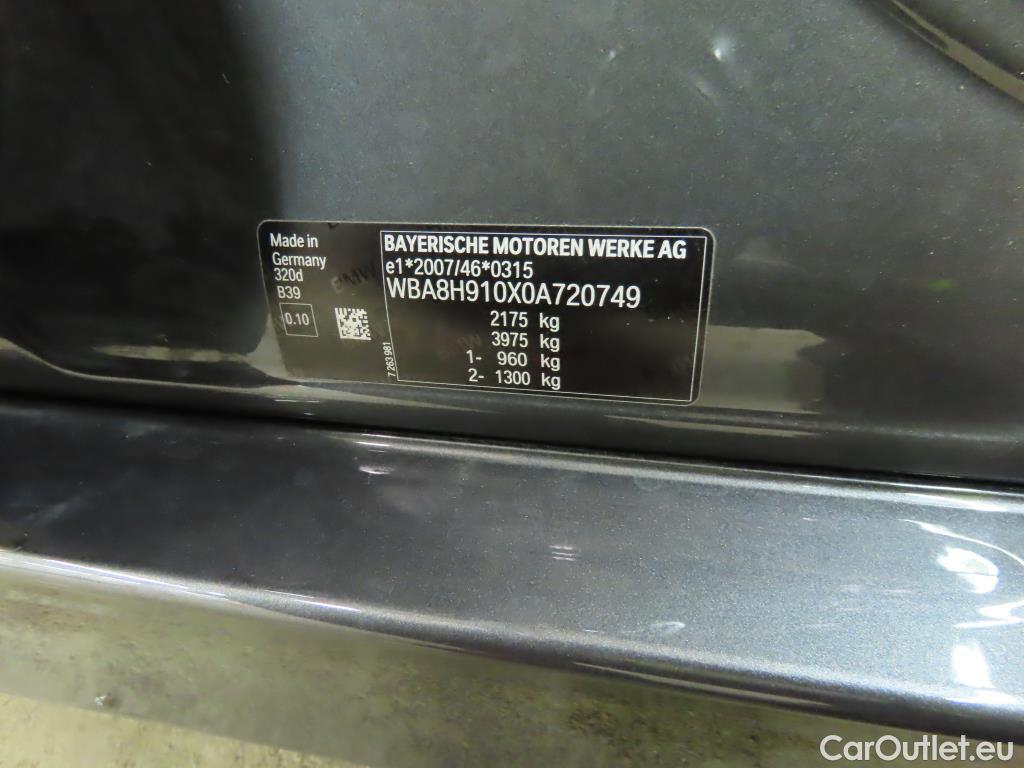 Made in
Germany
320d
B39
0.10
7 263 981
BAYERISCHE MOTOREN WERKE AG
e1*2007/46*0315
WBA8H910X0A720749
2175 kg
3975 kg
1- 960 kg
2- 1300 kg
CarOutlet.eu